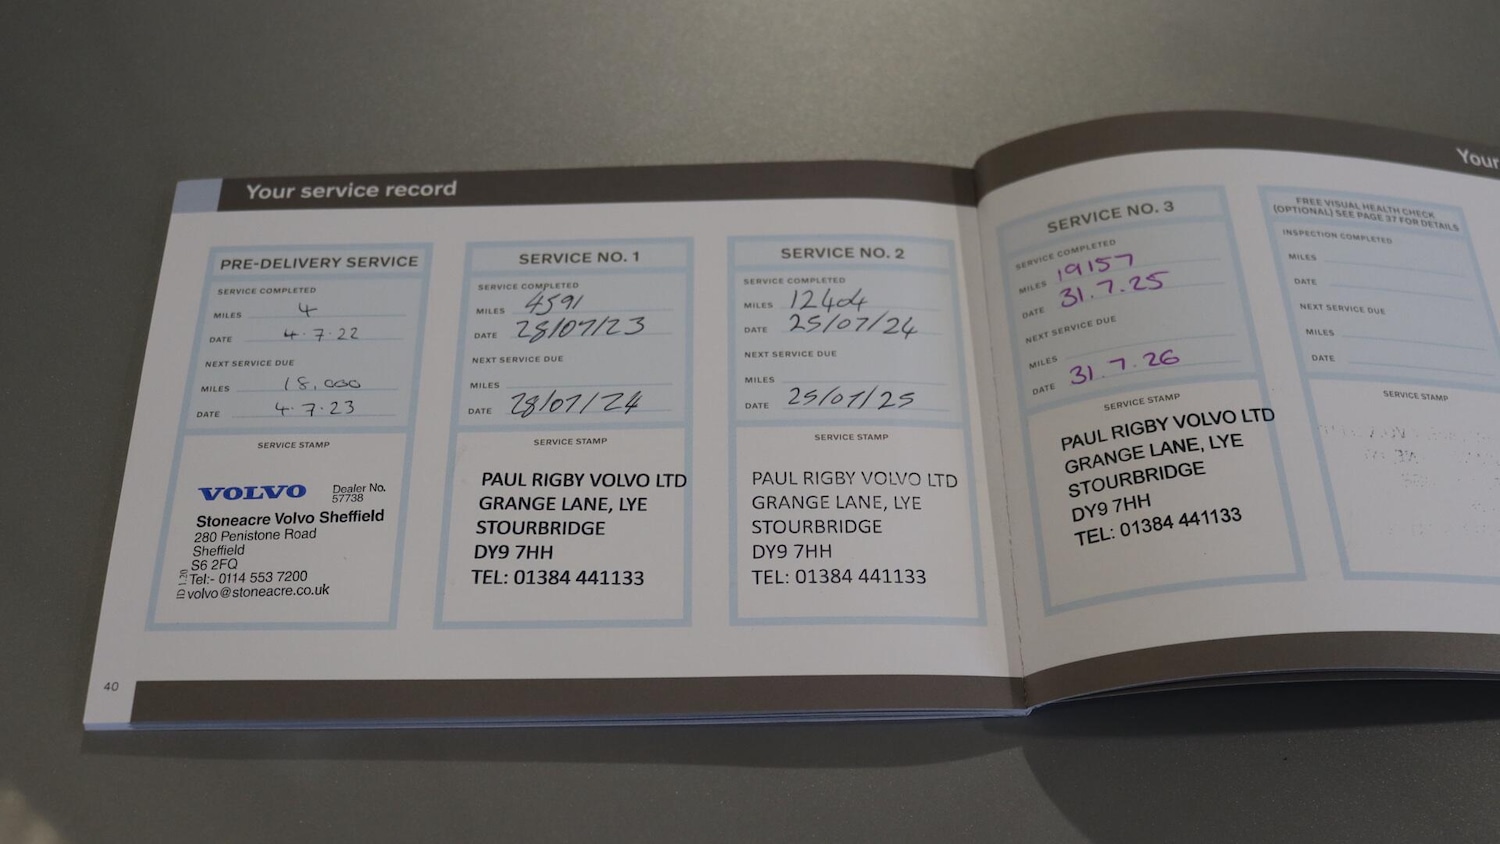 Your service record
PRE-DELIVERY SERVICE
SERVICE COMPLETED
MILES 4
DATE 4.7.22
NEXT SERVICE DUE
MILES 18,000
DATE 4.7.23
SERVICE STAMP
VOLVO Dealer No.
57738
Stoneacre Volvo Sheffield
280 Penistone Road
Sheffield
S6 2FQ
Tel:- 0114 553 7200
volvo@stoneacre.co.uk
ID 1.20
SERVICE NO. 1
SERVICE COMPLETED
MILES 4591
DATE 28/07/23
NEXT SERVICE DUE
MILES
DATE 28/07/24
SERVICE STAMP
PAUL RIGBY VOLVO LTD
GRANGE LANE, LYE
STOURBRIDGE
DY9 7HH
TEL: 01384 441133
SERVICE NO. 2
SERVICE COMPLETED
MILES 12404
DATE 25/07/24
NEXT SERVICE DUE
MILES
DATE 25/07/25
SERVICE STAMP
PAUL RIGBY VOLVO LTD
GRANGE LANE, LYE
STOURBRIDGE
DY9 7HH
TEL: 01384 441133
40
Your
SERVICE NO. 3
SERVICE COMPLETED
MILES 19157
DATE 31.7.25
NEXT SERVICE DUE
MILES
DATE 31.7.26
SERVICE STAMP
PAUL RIGBY VOLVO LTD
GRANGE LANE, LYE
STOURBRIDGE
DY9 7HH
TEL: 01384 441133
FREE VISUAL HEALTH CHECK
(OPTIONAL) SEE PAGE 37 FOR DETAILS
INSPECTION COMPLETED
MILES
DATE
NEXT SERVICE DUE
MILES
DATE
SERVICE STAMP